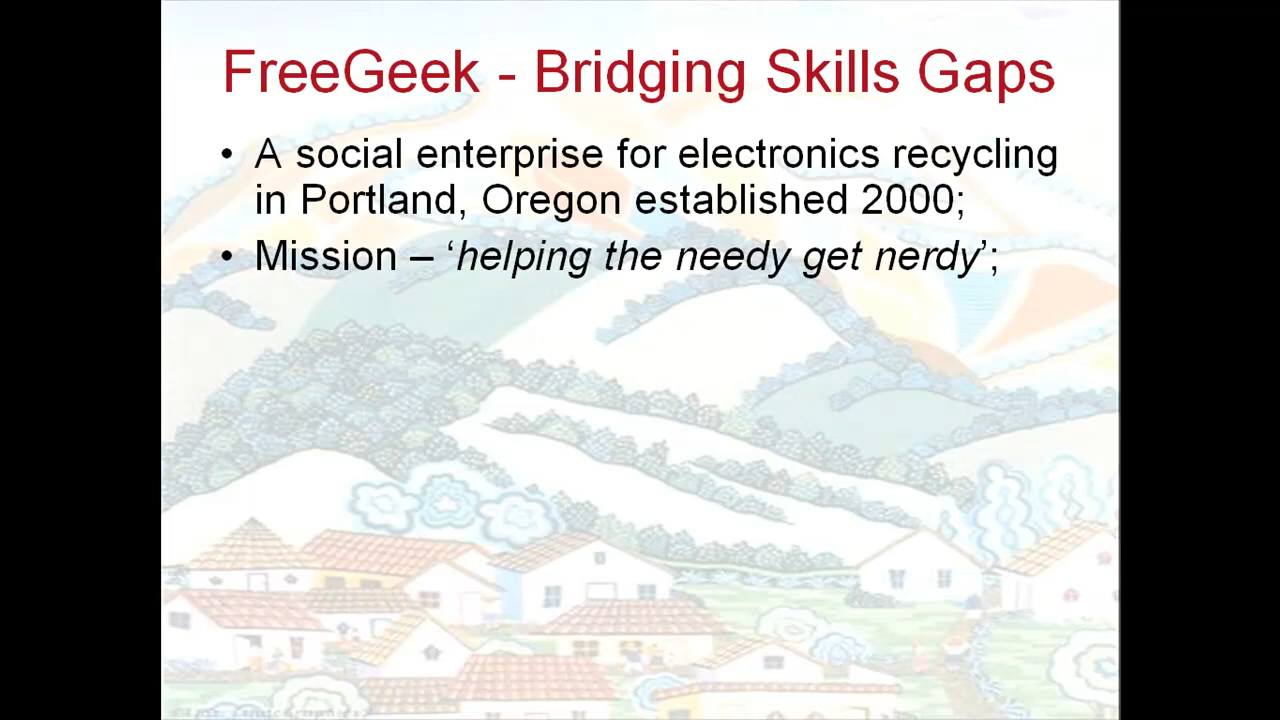 FreeGeek - Bridging Skills Gaps
• A social enterprise for electronics recycling
in Portland, Oregon established 2000;
• Mission – ‘helping the needy get nerdy’;